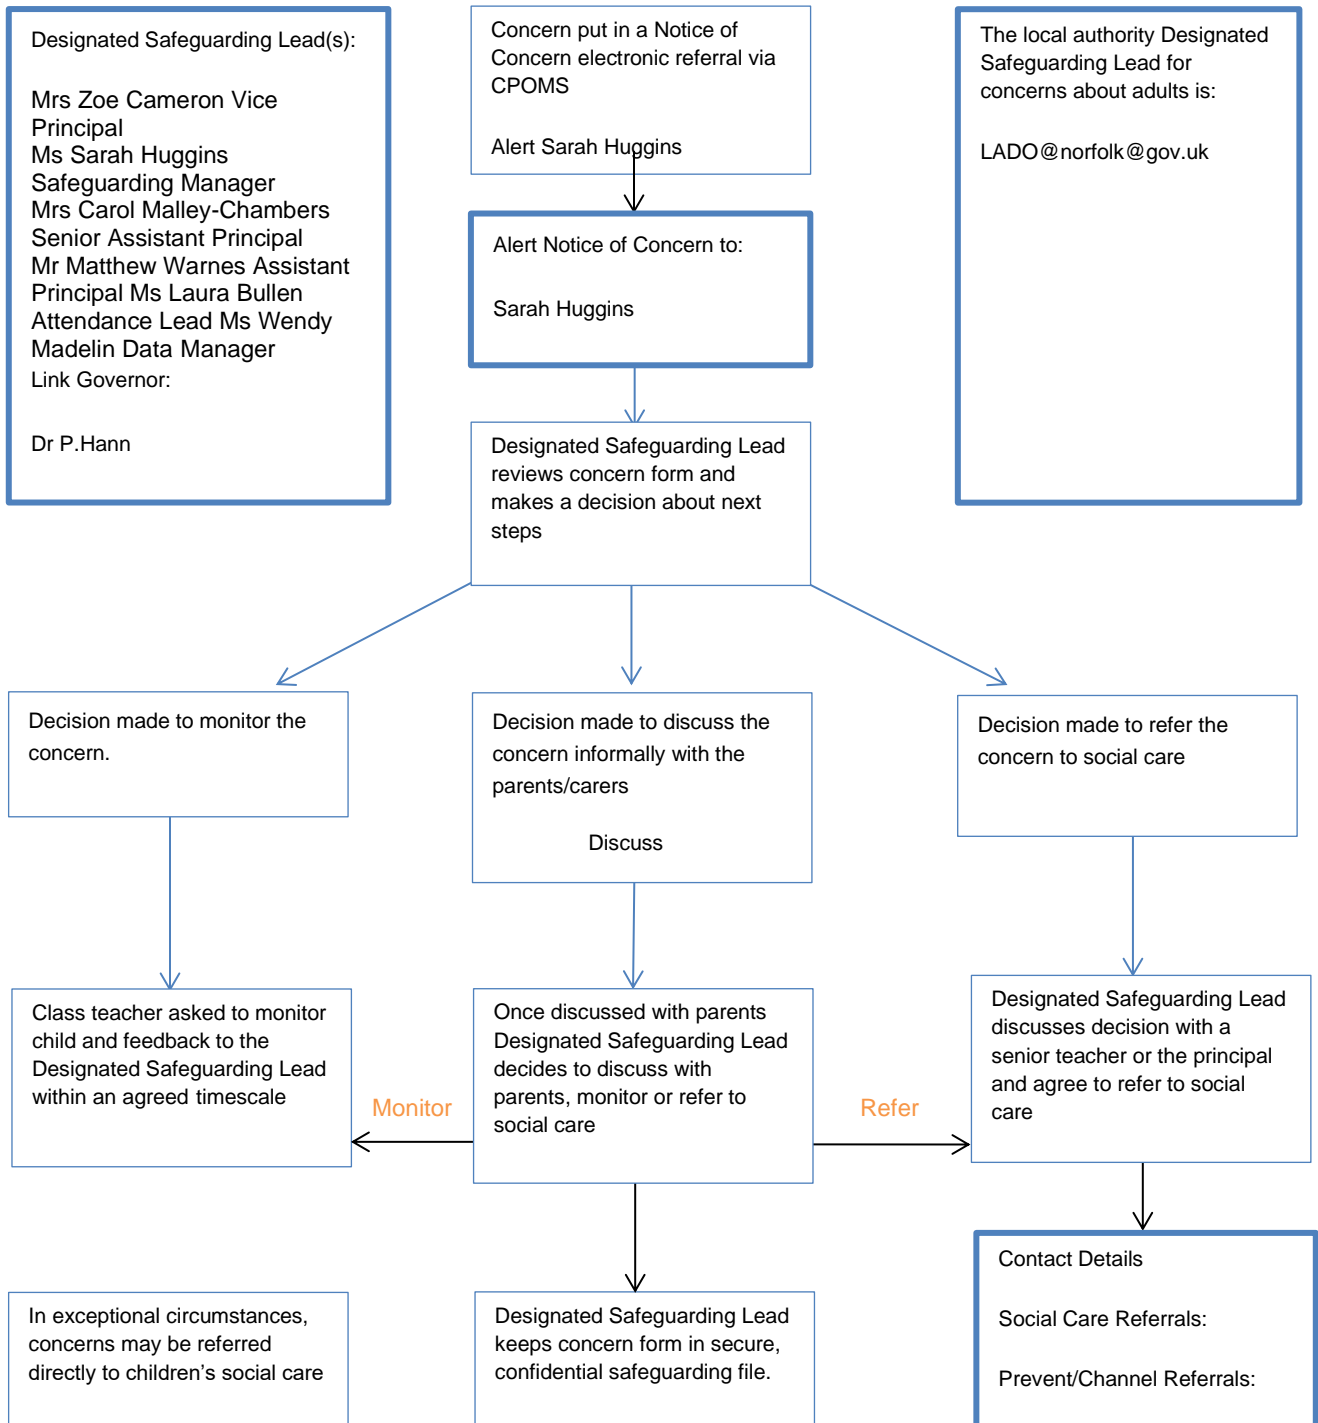 Designated Safeguarding Lead(s):
Mrs Zoe Cameron Vice
Principal
Ms Sarah Huggins
Safeguarding Manager
Mrs Carol Malley-Chambers
Senior Assistant Principal
Mr Matthew Warnes Assistant
Principal Ms Laura Bullen
Attendance Lead Ms Wendy
Madelin Data Manager
Link Governor:
Dr P.Hann
Concern put in a Notice of
Concern electronic referral via
CPOMS
Alert Sarah Huggins
The local authority Designated
Safeguarding Lead for
concerns about adults is:
LADO@norfolk@gov.uk
Alert Notice of Concern to:
Sarah Huggins
Designated Safeguarding Lead
reviews concern form and
makes a decision about next
steps
Decision made to monitor the
concern.
Decision made to discuss the
concern informally with the
parents/carers
Discuss
Decision made to refer the
concern to social care
Class teacher asked to monitor
child and feedback to the
Designated Safeguarding Lead
within an agreed timescale
Monitor
Once discussed with parents
Designated Safeguarding Lead
decides to discuss with
parents, monitor or refer to
social care
Refer
Designated Safeguarding Lead
discusses decision with a
senior teacher or the principal
and agree to refer to social
care
In exceptional circumstances,
concerns may be referred
directly to children's social care
Designated Safeguarding Lead
keeps concern form in secure,
confidential safeguarding file.
Contact Details
Social Care Referrals:
Prevent/Channel Referrals: